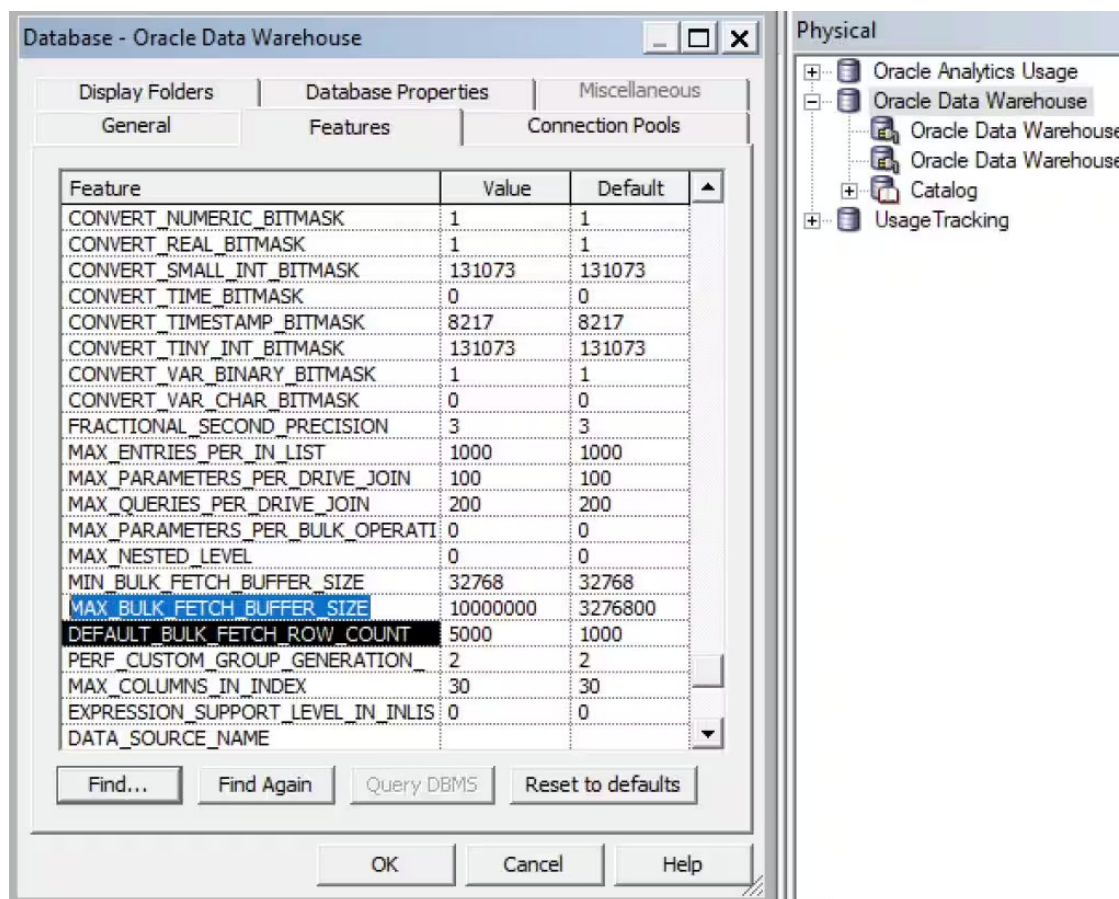 Database - Oracle Data Warehouse
Display Folders Database Properties Miscellaneous
General Features Connection Pools
Feature Value Default
CONVERT_NUMERIC_BITMASK 1 1
CONVERT_REAL_BITMASK 1 1
CONVERT_SMALL_INT_BITMASK 131073 131073
CONVERT_TIME_BITMASK 0 0
CONVERT_TIMESTAMP_BITMASK 8217 8217
CONVERT_TINY_INT_BITMASK 131073 131073
CONVERT_VAR_BINARY_BITMASK 1 1
CONVERT_VAR_CHAR_BITMASK 0 0
FRACTIONAL_SECOND_PRECISION 3 3
MAX_ENTRIES_PER_IN_LIST 1000 1000
MAX_PARAMETERS_PER_DRIVE_JOIN 100 100
MAX_QUERIES_PER_DRIVE_JOIN 200 200
MAX_PARAMETERS_PER_BULK_OPERATI 0 0
MAX_NESTED_LEVEL 0 0
MIN_BULK_FETCH_BUFFER_SIZE 32768 32768
MAX_BULK_FETCH_BUFFER_SIZE 10000000 3276800
DEFAULT_BULK_FETCH_ROW_COUNT 5000 1000
PERF_CUSTOM_GROUP_GENERATION_ 2 2
MAX_COLUMNS_IN_INDEX 30 30
EXPRESSION_SUPPORT_LEVEL_IN_INLIS 0 0
DATA_SOURCE_NAME
Find... Find Again Query DBMS Reset to defaults
OK Cancel Help
Physical
Oracle Analytics Usage
Oracle Data Warehouse
Oracle Data Warehouse
Oracle Data Warehouse
Catalog
UsageTracking